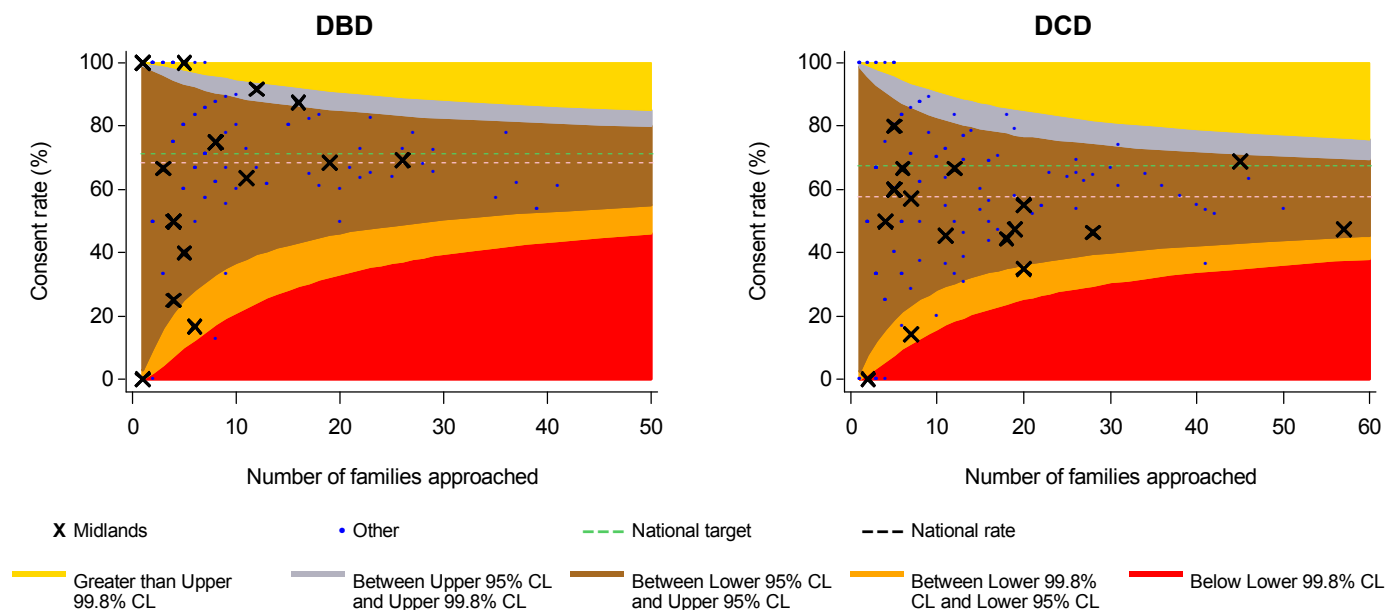 DBD
DCD
100
80
60
40
20
0
Consent rate (%)
0 10 20 30 40 50
Number of families approached
100
80
60
40
20
0
Consent rate (%)
0 10 20 30 40 50 60
Number of families approached
X Midlands
Other
National target
National rate
Greater than Upper
99.8% CL
Between Upper 95% CL
and Upper 99.8% CL
Between Lower 95% CL
and Upper 95% CL
Between Lower 99.8%
CL and Lower 95% CL
Below Lower 99.8% CL